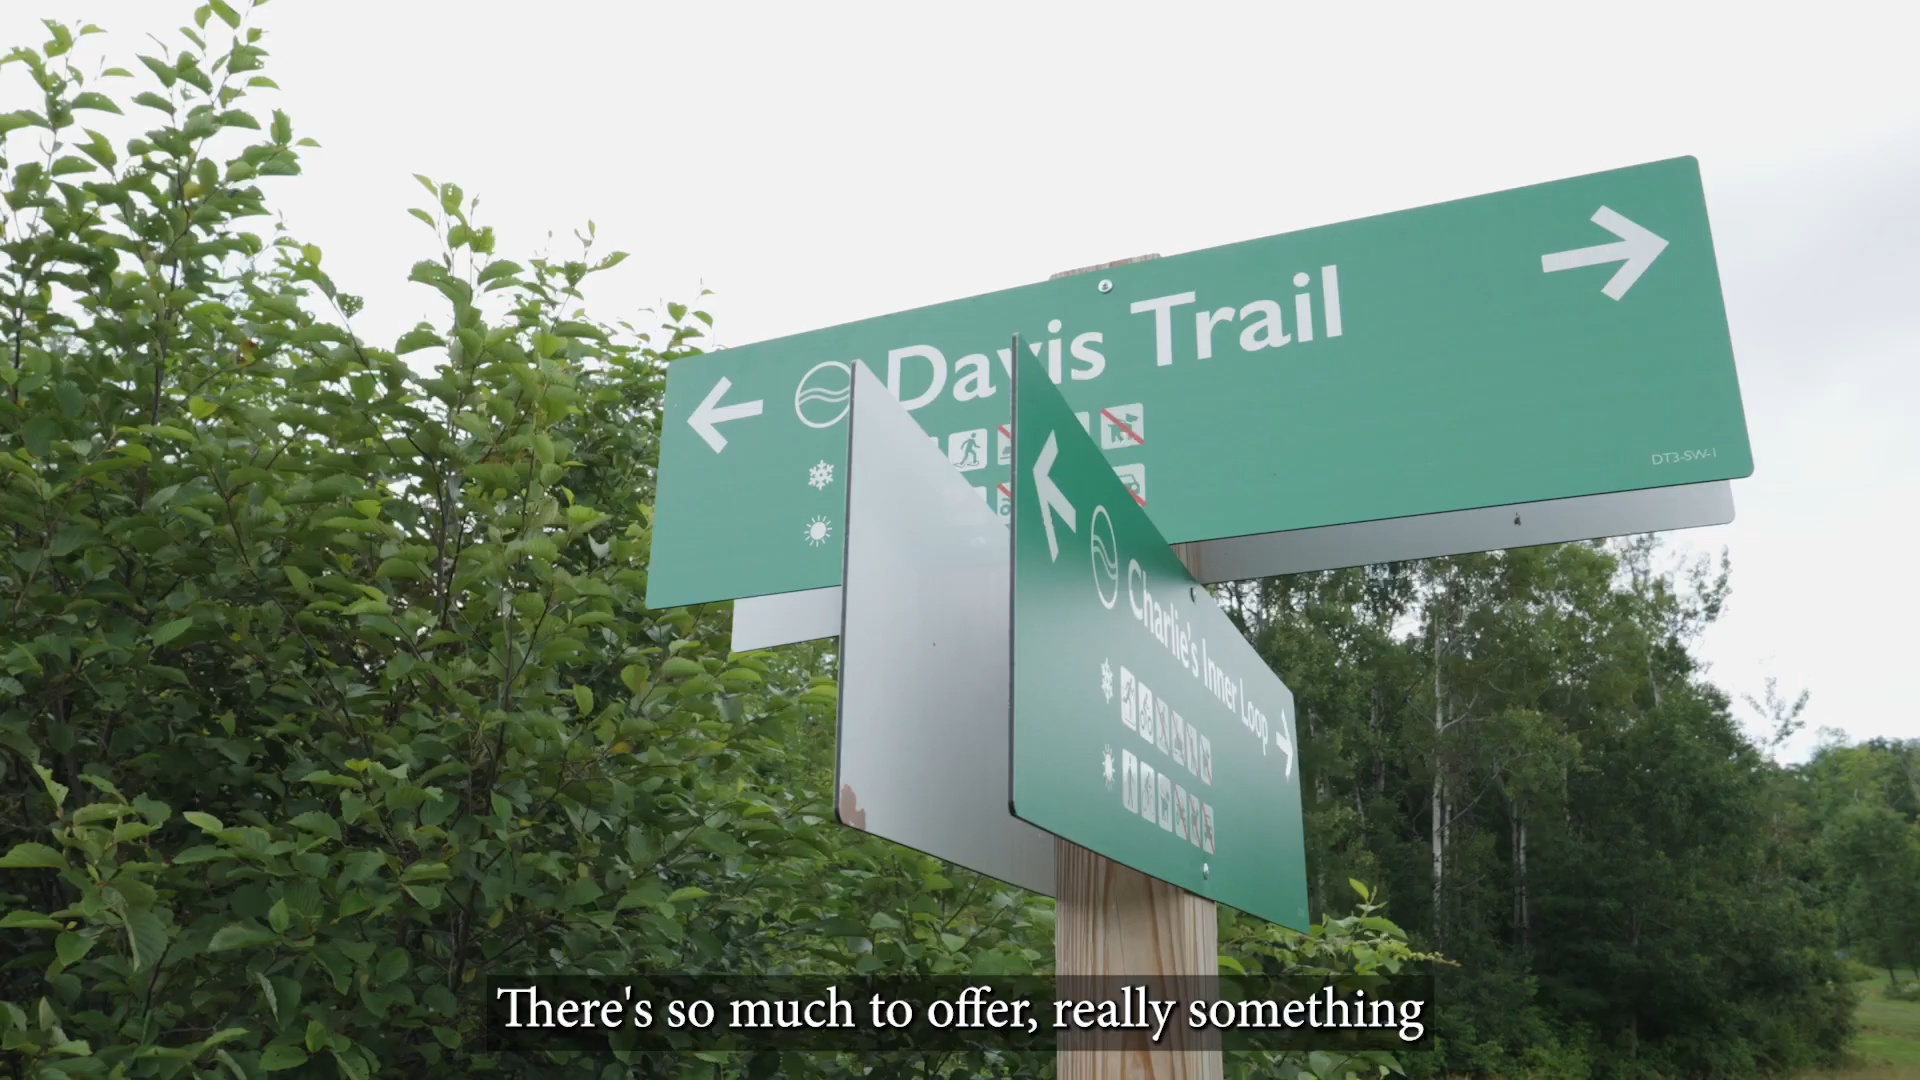 Davis Trail
DT3-SW-1
Charlie's Inner Loop
There's so much to offer, really something